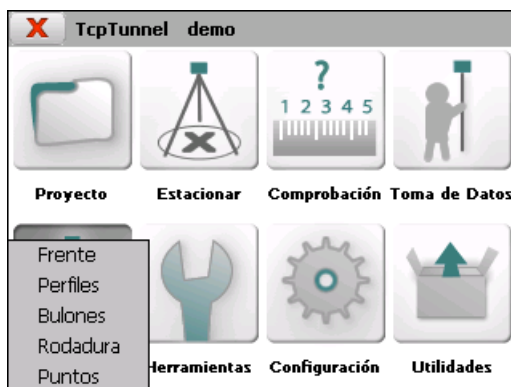 X TcpTunnel demo
?
1 2 3 4 5
Proyecto Estacionar Comprobación Toma de Datos
Frente
Perfiles
Bulones
Rodadura
Puntos
Herramientas Configuración Utilidades